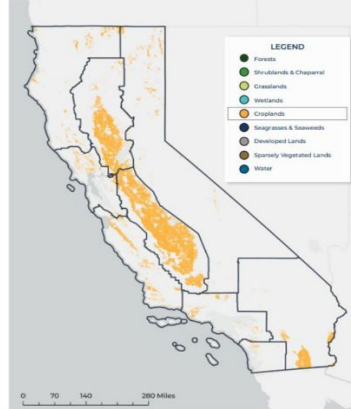 LEGEND
Forests
Shrublands & Chaparral
Grasslands
Wetlands
Croplands
Seagrasses & Seaweeds
Developed Lands
Sparsely Vegetated Lands
Water
0 70 140 280 Miles